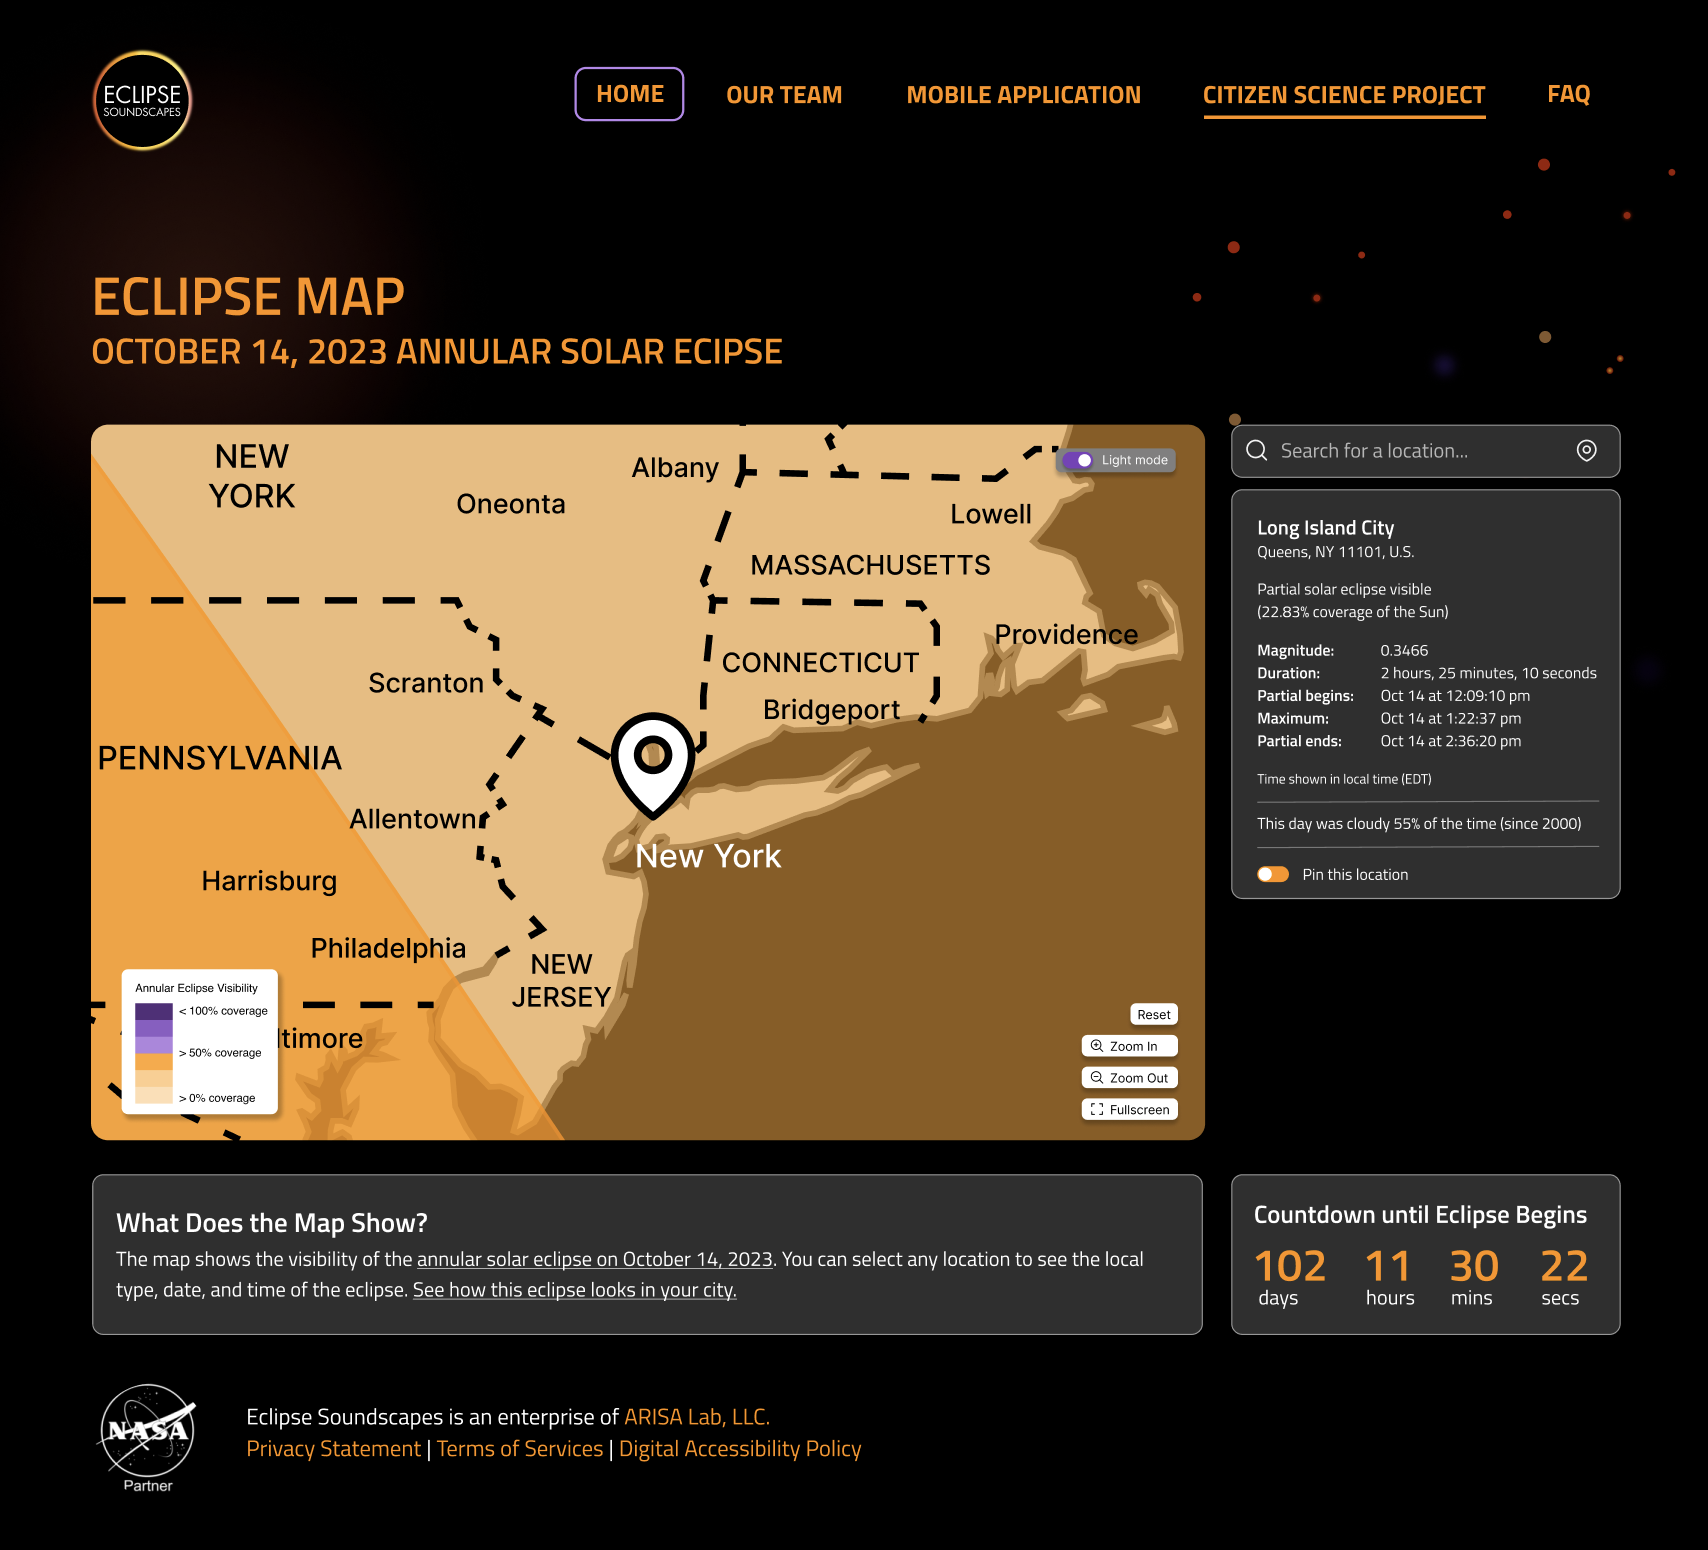 ECLIPSE
SOUNDSCAPES
HOME
OUR TEAM
MOBILE APPLICATION
CITIZEN SCIENCE PROJECT
FAQ
ECLIPSE MAP
OCTOBER 14, 2023 ANNULAR SOLAR ECIPSE
NEW
YORK
Albany
Oneonta
Light mode
Lowell
MASSACHUSETTS
Providence
CONNECTICUT
Scranton
Bridgeport
PENNSYLVANIA
Allentown
New York
Harrisburg
Philadelphia
NEW
JERSEY
ltimore
Annular Eclipse Visibility
< 100% coverage
> 50% coverage
> 0% coverage
Reset
Zoom In
Zoom Out
Fullscreen
Search for a location...
Long Island City
Queens, NY 11101, U.S.
Partial solar eclipse visible
(22.83% coverage of the Sun)
Magnitude: 0.3466
Duration: 2 hours, 25 minutes, 10 seconds
Partial begins: Oct 14 at 12:09:10 pm
Maximum: Oct 14 at 1:22:37 pm
Partial ends: Oct 14 at 2:36:20 pm
Time shown in local time (EDT)
This day was cloudy 55% of the time (since 2000)
Pin this location
What Does the Map Show?
The map shows the visibility of the annular solar eclipse on October 14, 2023. You can select any location to see the local
type, date, and time of the eclipse. See how this eclipse looks in your city.
Countdown until Eclipse Begins
102 11 30 22
days hours mins secs
NASA
Partner
Eclipse Soundscapes is an enterprise of ARISA Lab, LLC.
Privacy Statement | Terms of Services | Digital Accessibility Policy